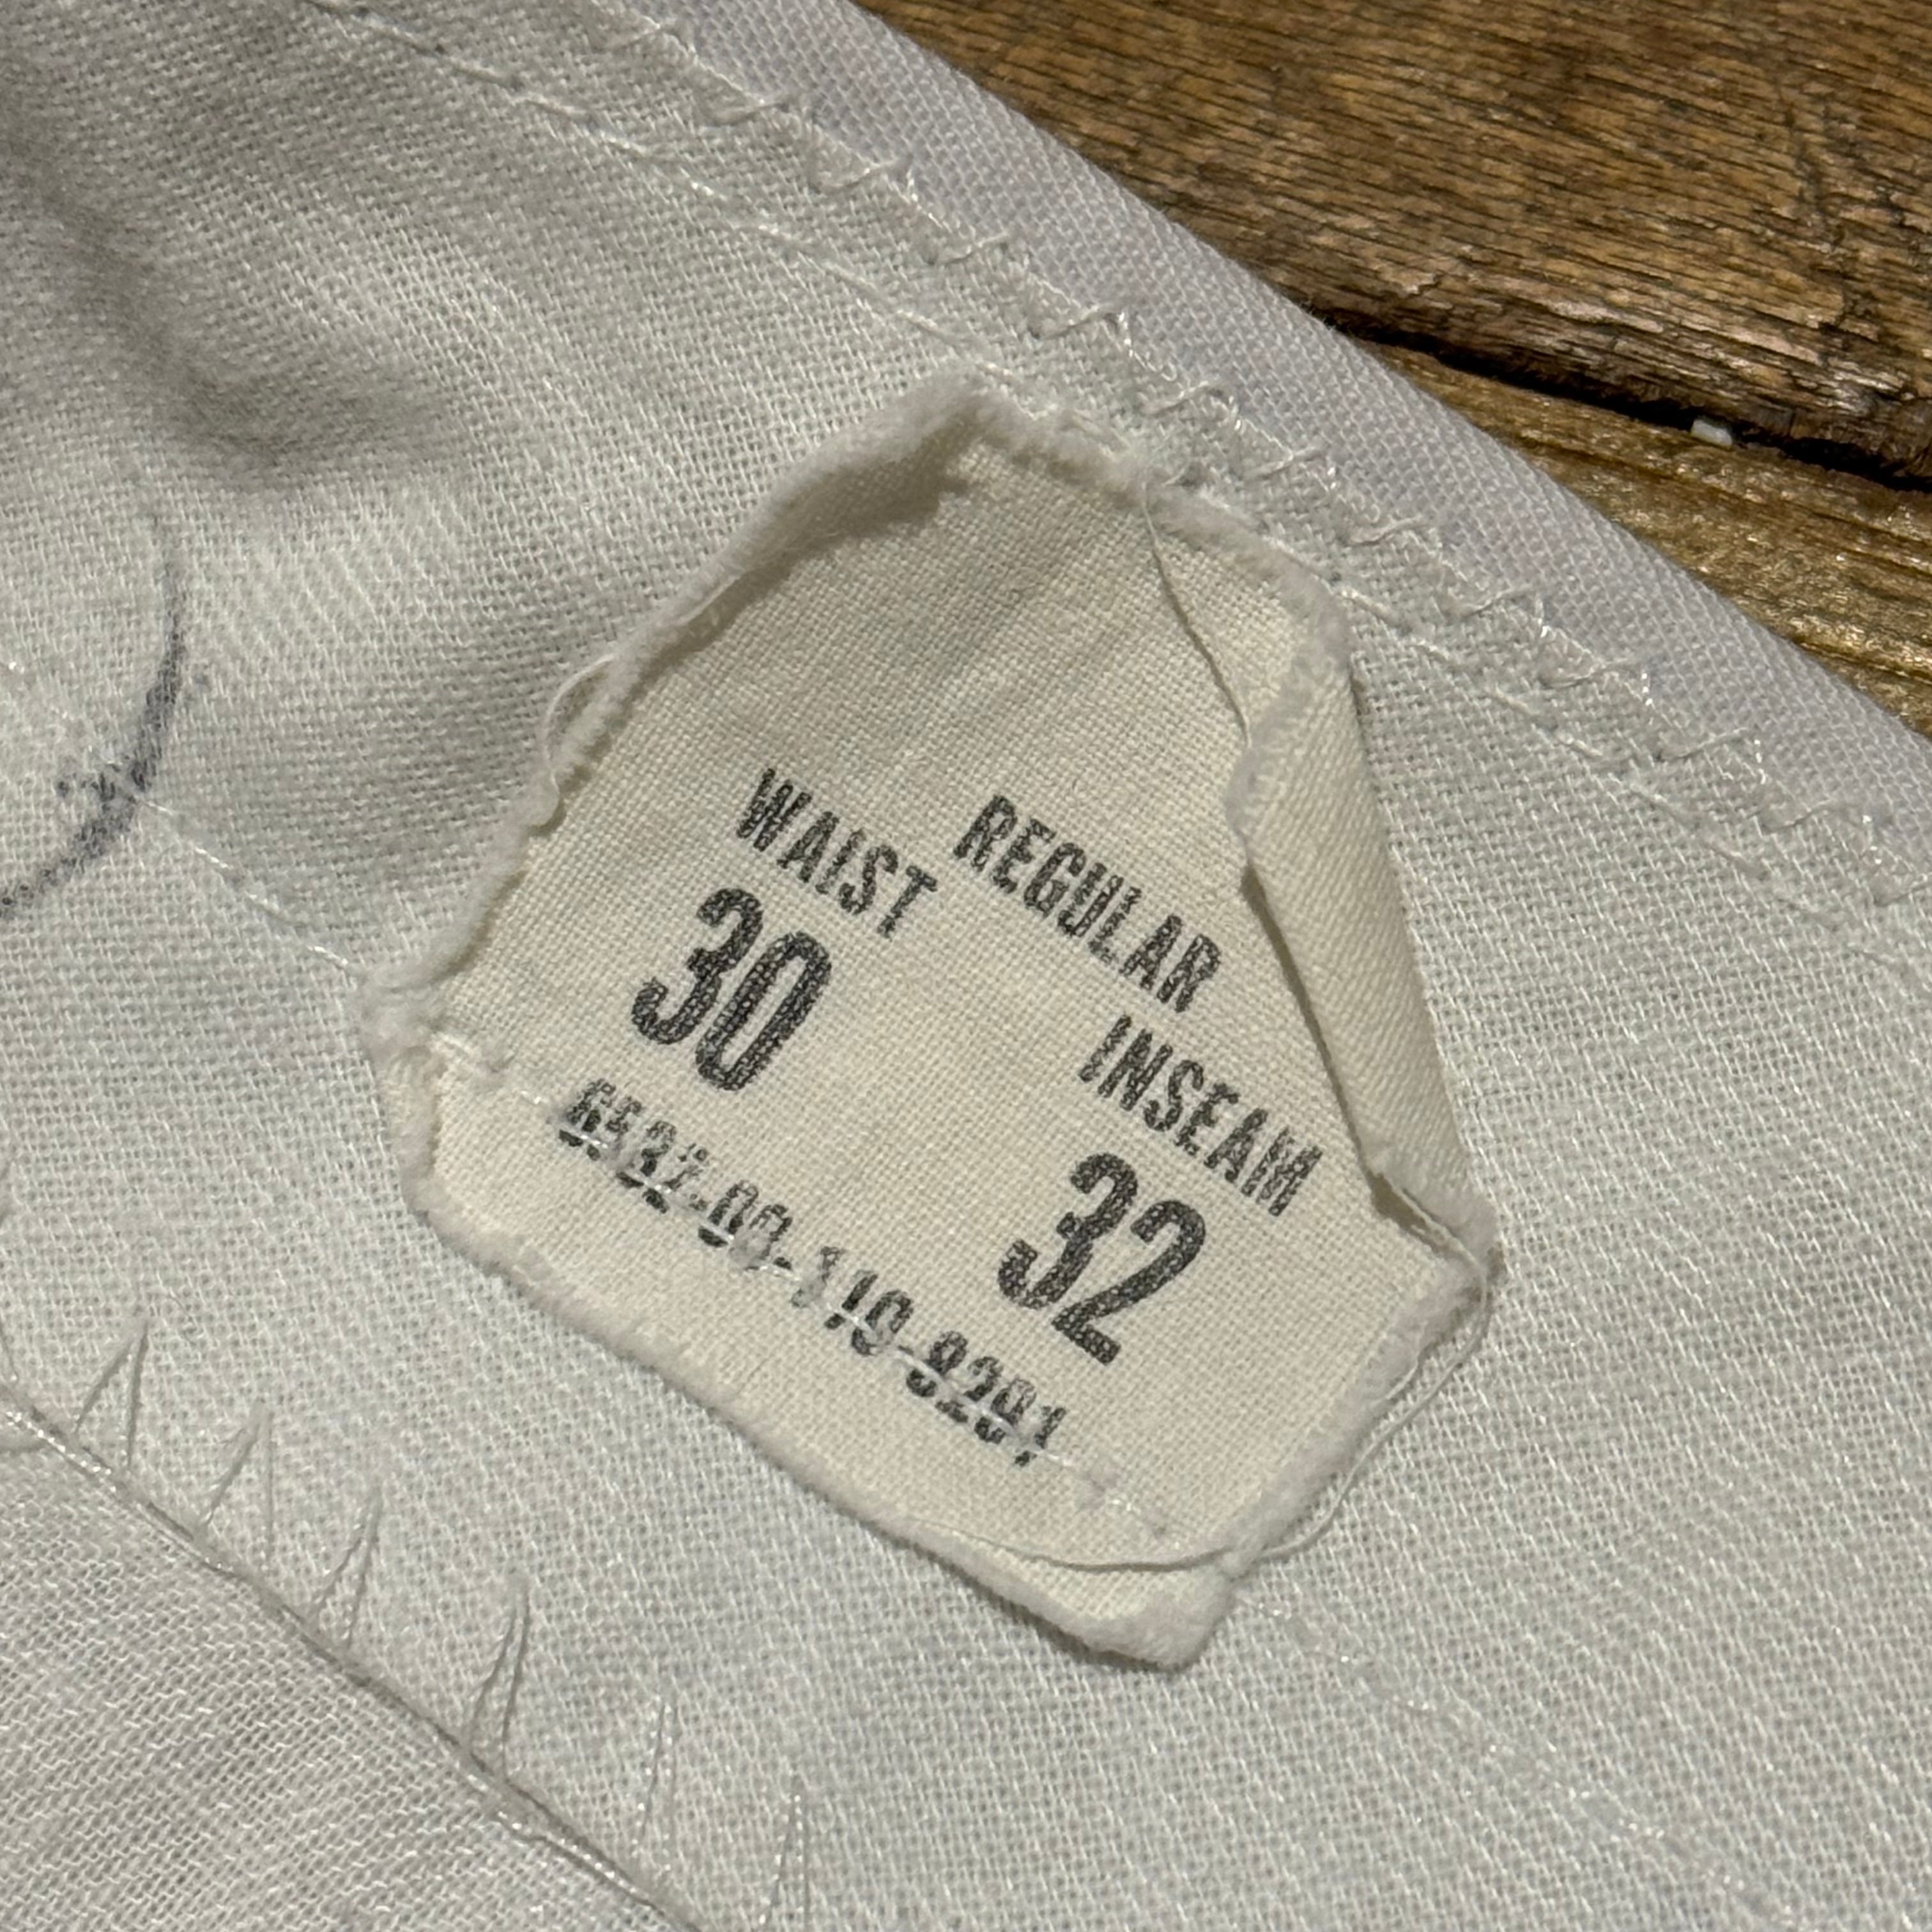 REGULAR
WAIST INSEAM
30 32